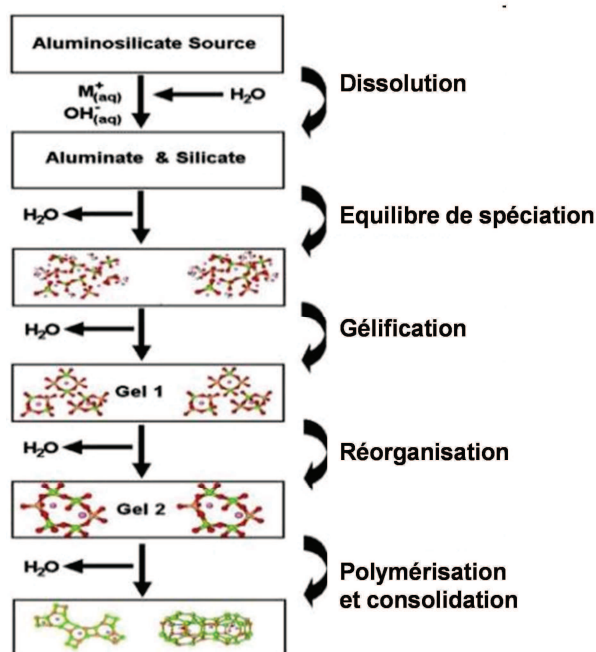 Aluminosilicate Source
M⁺(aq)
OH⁻(aq)
H₂O
Dissolution
Aluminate & Silicate
H₂O
Equilibre de spéciation
H₂O
Gélification
Gel 1
H₂O
Réorganisation
Gel 2
H₂O
Polymérisation
et consolidation